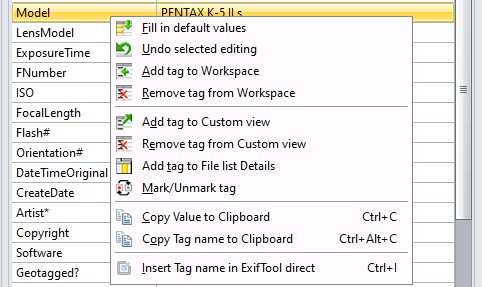 Model PENTAX K-5 II s
LensModel
ExposureTime
FNumber
ISO
FocalLength
Flash#
Orientation#
DateTimeOriginal
CreateDate
Artist*
Copyright
Software
Geotagged?
Fill in default values
Undo selected editing
Add tag to Workspace
Remove tag from Workspace
Add tag to Custom view
Remove tag from Custom view
Add tag to File list Details
Mark/Unmark tag
Copy Value to Clipboard Ctrl+C
Copy Tag name to Clipboard Ctrl+Alt+C
Insert Tag name in ExifTool direct Ctrl+I